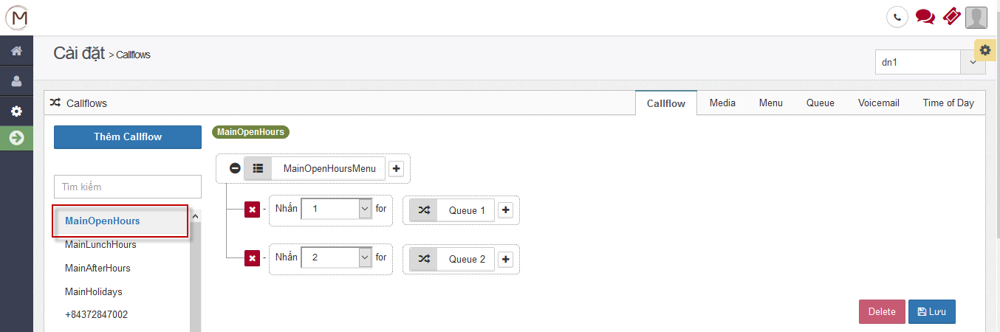 M
Cài đặt > Callflows
dn1
Callflows
Callflow Media Menu Queue Voicemail Time of Day
Thêm Callflow
MainOpenHours
MainOpenHoursMenu
Tìm kiếm
Nhấn 1 for Queue 1
MainOpenHours
MainLunchHours
Nhấn 2 for Queue 2
MainAfterHours
MainHolidays
+84372847002
Delete Lưu